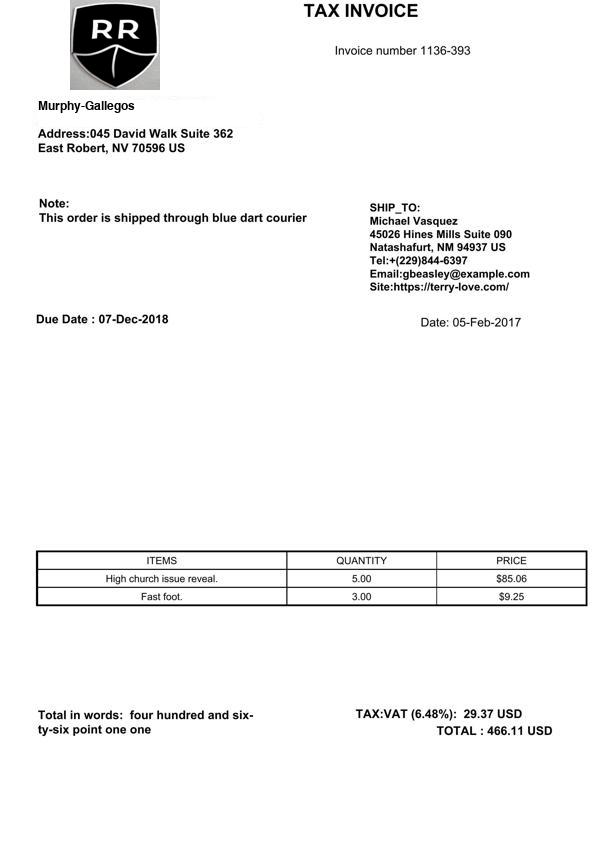 RR
TAX INVOICE
Invoice number 1136-393
Murphy-Gallegos
Address:045 David Walk Suite 362
East Robert, NV 70596 US
Note:
This order is shipped through blue dart courier
SHIP_TO:
Michael Vasquez
45026 Hines Mills Suite 090
Natashafurt, NM 94937 US
Tel:+(229)844-6397
Email:gbeasley@example.com
Site:https://terry-love.com/
Due Date : 07-Dec-2018
Date: 05-Feb-2017
ITEMS QUANTITY PRICE
High church issue reveal. 5.00 $85.06
Fast foot. 3.00 $9.25
Total in words: four hundred and six-
ty-six point one one
TAX:VAT (6.48%): 29.37 USD
TOTAL : 466.11 USD